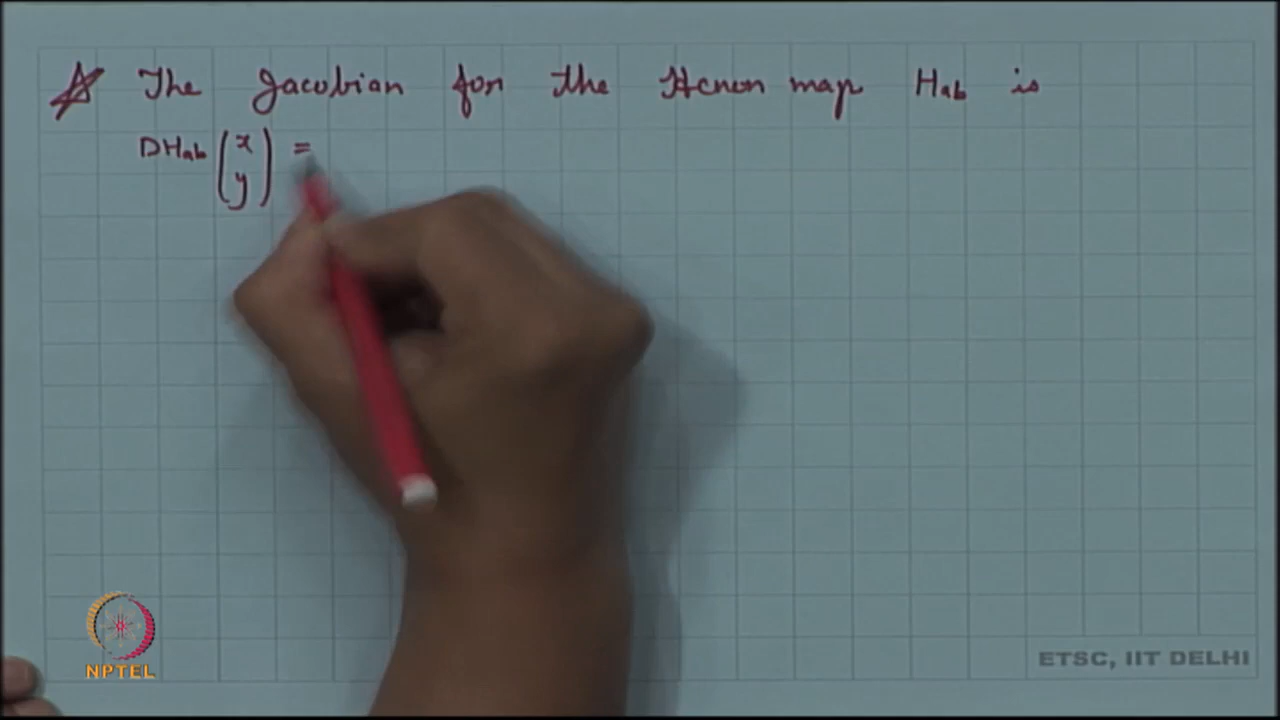 The Jacobian for the Henon map Hab is
DHab (x
y) =
NPTEL
ETSC, IIT DELHI